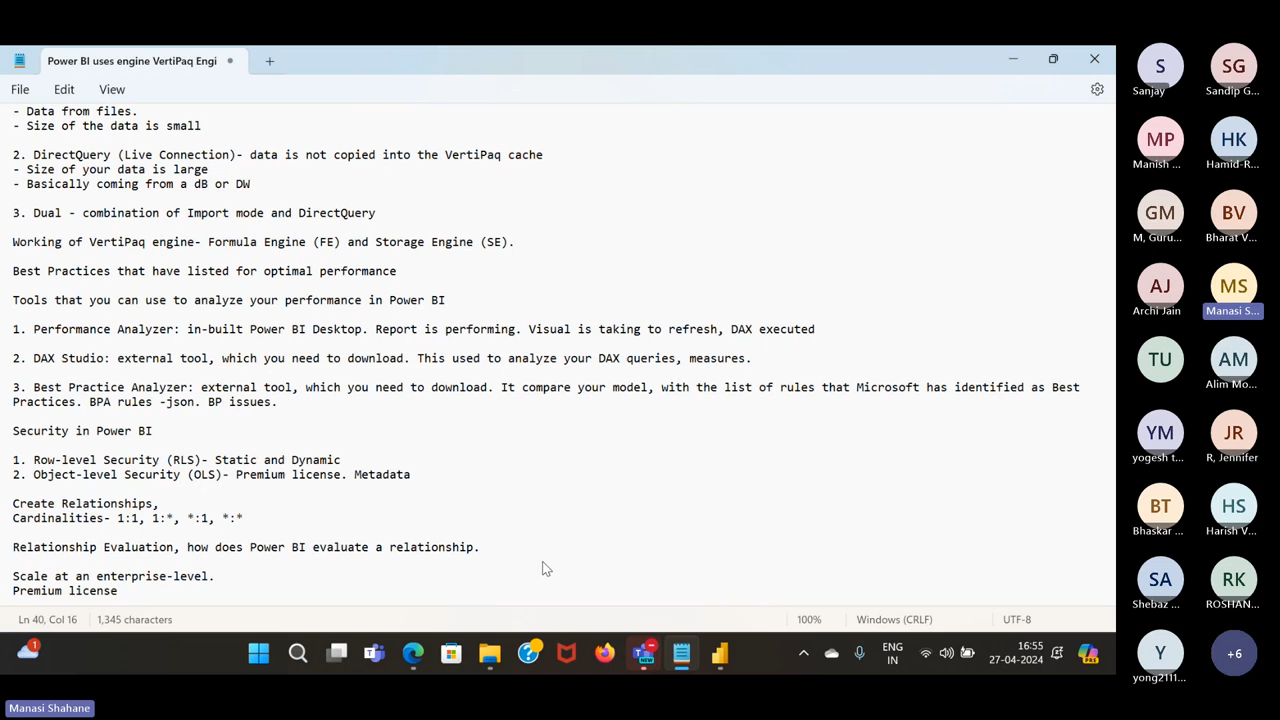 Power BI uses engine VertiPaq Engi
File Edit View
- Data from files.
- Size of the data is small
2. DirectQuery (Live Connection)- data is not copied into the VertiPaq cache
- Size of your data is large
- Basically coming from a dB or DW
3. Dual - combination of Import mode and DirectQuery
Working of VertiPaq engine- Formula Engine (FE) and Storage Engine (SE).
Best Practices that have listed for optimal performance
Tools that you can use to analyze your performance in Power BI
1. Performance Analyzer: in-built Power BI Desktop. Report is performing. Visual is taking to refresh, DAX executed
2. DAX Studio: external tool, which you need to download. This used to analyze your DAX queries, measures.
3. Best Practice Analyzer: external tool, which you need to download. It compare your model, with the list of rules that Microsoft has identified as Best
Practices. BPA rules -json. BP issues.
Security in Power BI
1. Row-level Security (RLS)- Static and Dynamic
2. Object-level Security (OLS)- Premium license. Metadata
Create Relationships,
Cardinalities- 1:1, 1:*, *:1, *:*
Relationship Evaluation, how does Power BI evaluate a relationship.
Scale at an enterprise-level.
Premium license
Ln 40, Col 16 1,345 characters 100% Windows (CRLF) UTF-8
1 NEW ENG
IN 16:55
27-04-2024 PRE
Manasi Shahane
S SG
Sanjay Sandip G...
MP HK
Manish ... Hamid-R...
GM BV
M, Guru... Bharat V...
AJ MS
Archi Jain Manasi S...
TU AM
Alim Mo...
YM JR
yogesh t... R, Jennifer
BT HS
Bhaskar ... Harish V...
SA RK
Shebaz ... ROSHAN...
Y +6
yong2111...